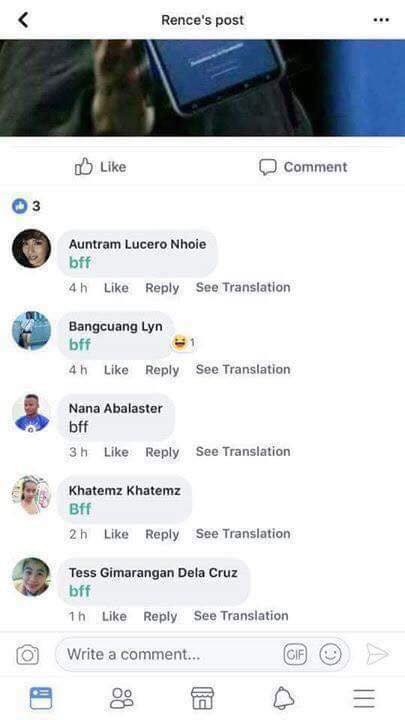 Rence's post
Like
Comment
3
Auntram Lucero Nhoie
bff
4 h Like Reply See Translation
Bangcuang Lyn
bff
1
4 h Like Reply See Translation
Nana Abalaster
bff
3 h Like Reply See Translation
Khatemz Khatemz
Bff
2 h Like Reply See Translation
Tess Gimarangan Dela Cruz
bff
1 h Like Reply See Translation
Write a comment...
GIF